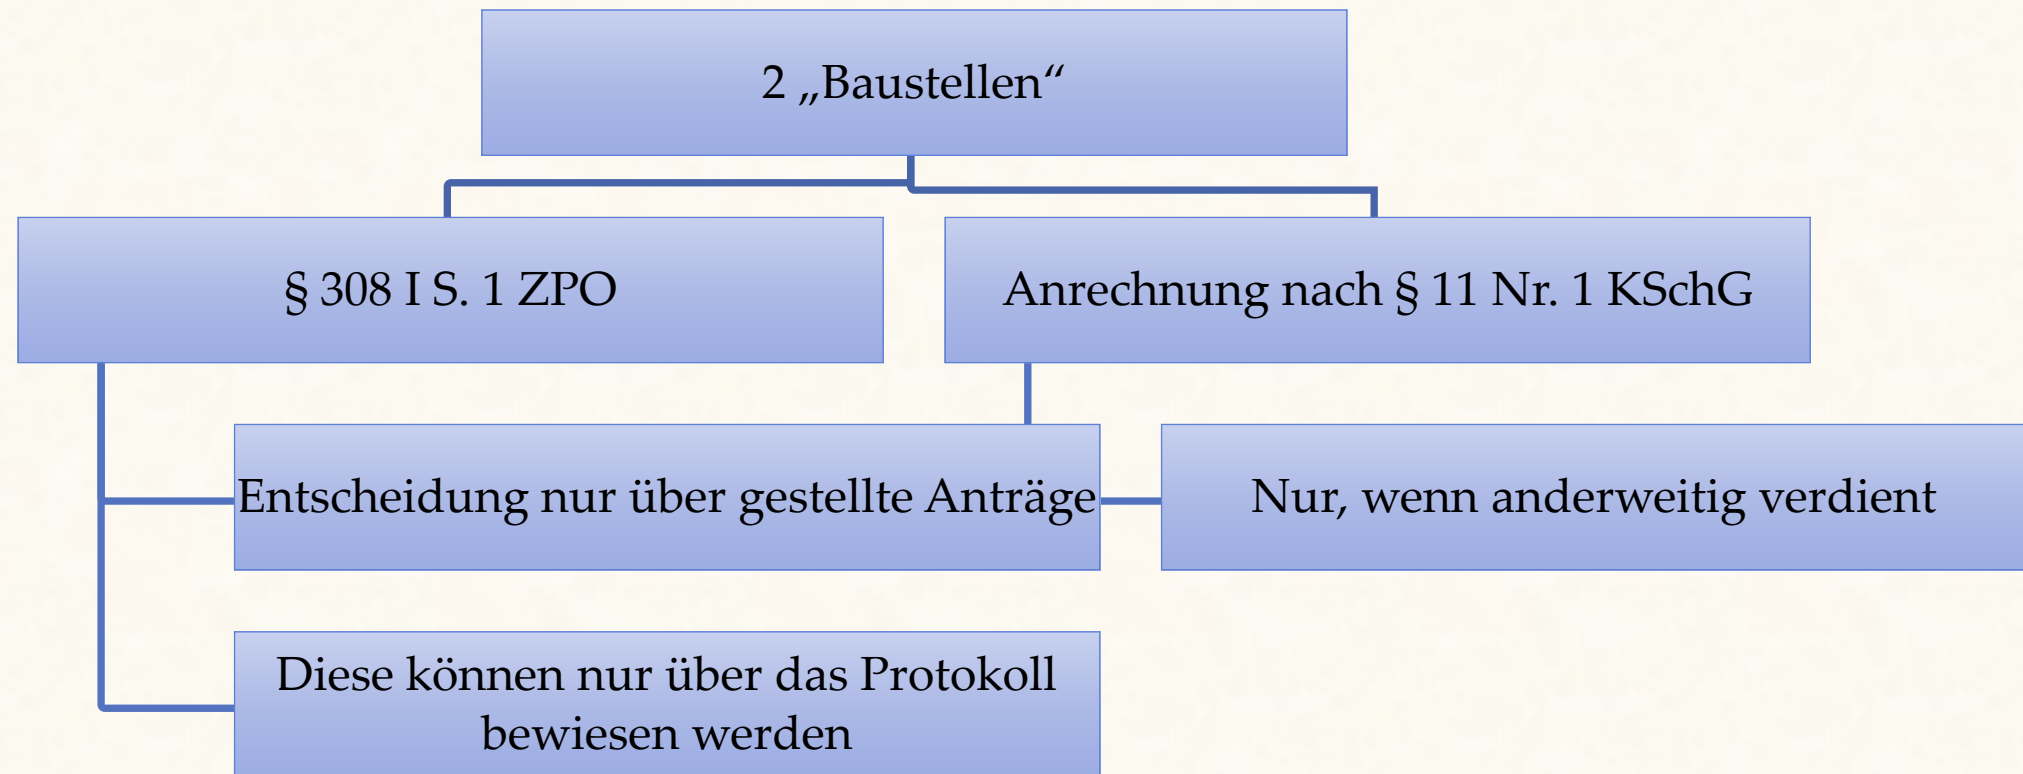 2 „Baustellen“
§ 308 I S. 1 ZPO
Anrechnung nach § 11 Nr. 1 KSchG
Entscheidung nur über gestellte Anträge
Nur, wenn anderweitig verdient
Diese können nur über das Protokoll
bewiesen werden